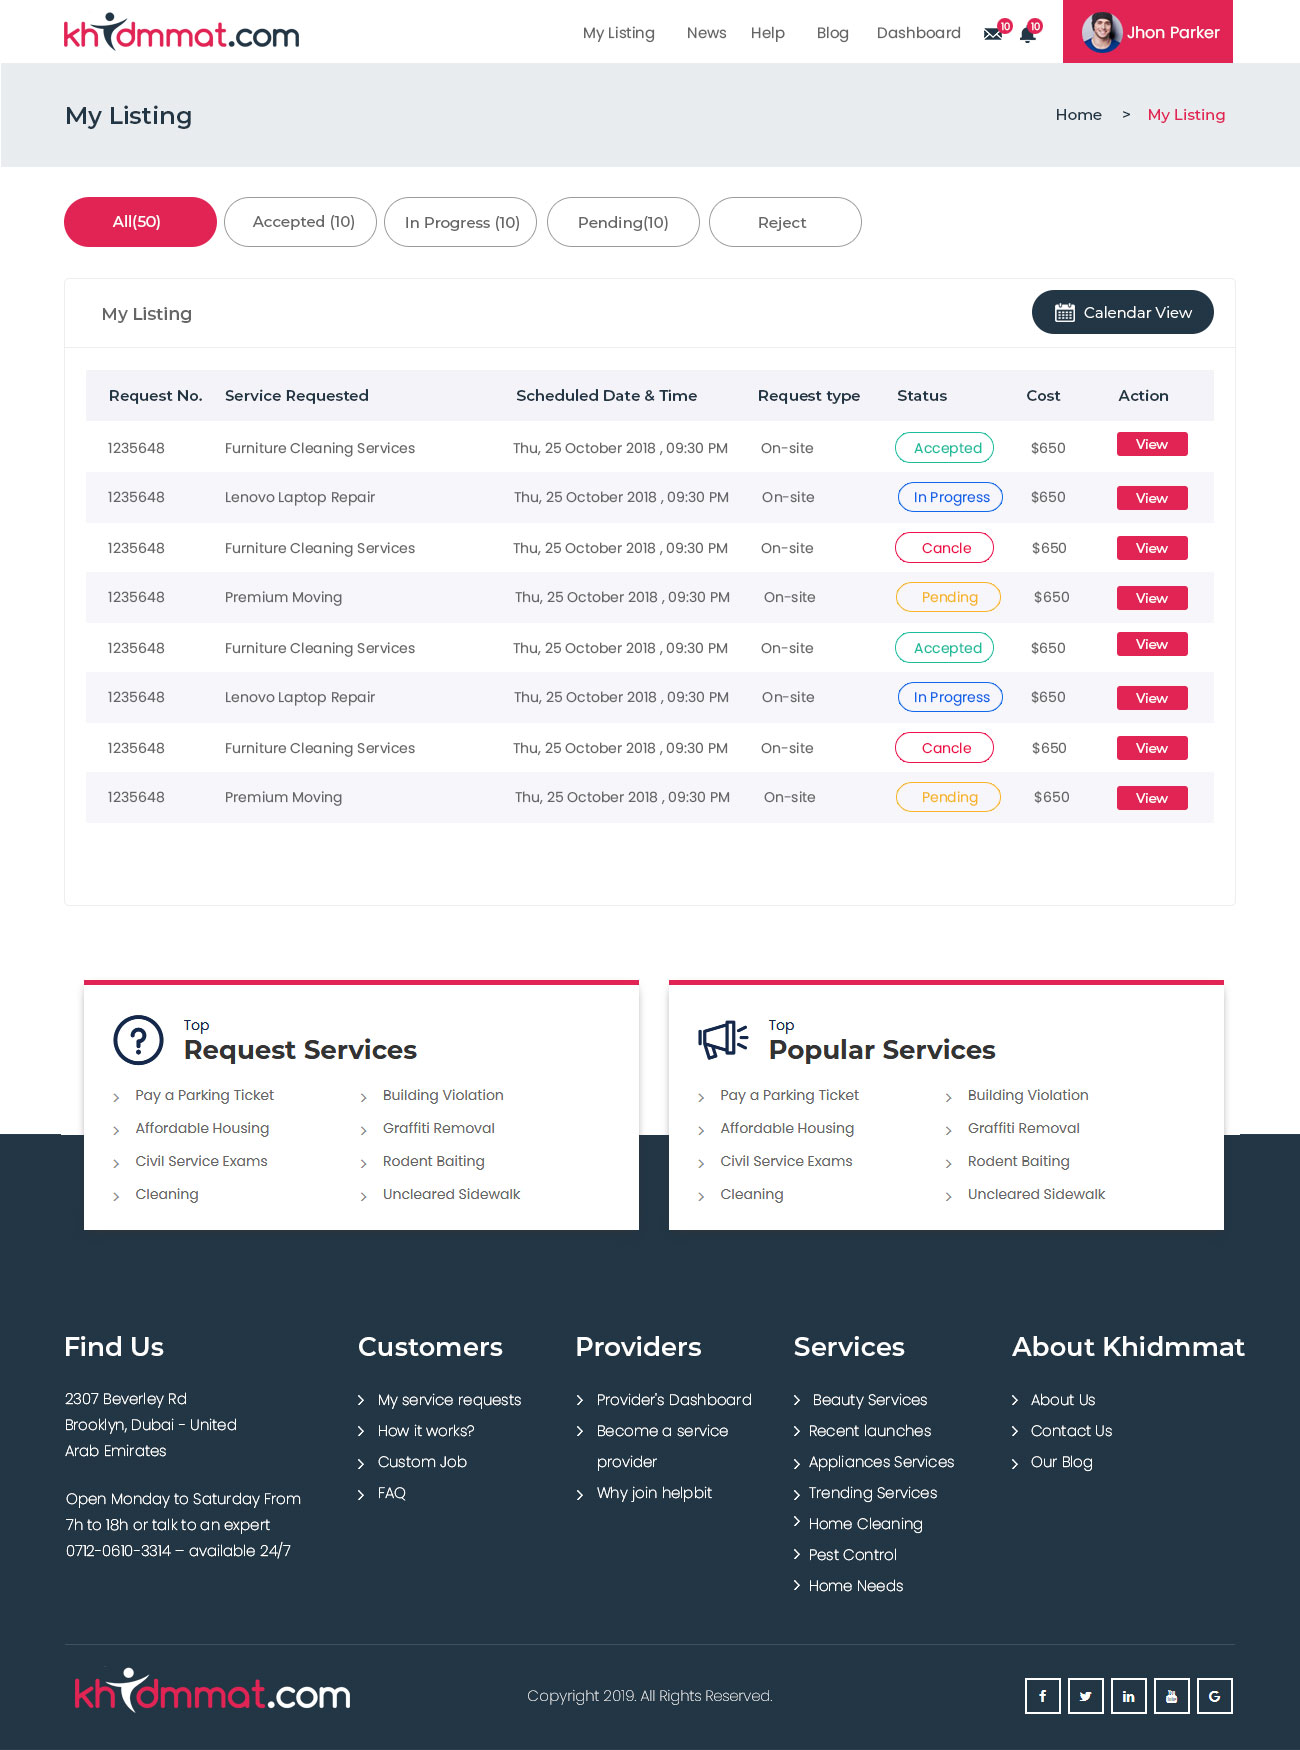 khidmmat.com
My Listing News Help Blog Dashboard 10 10 Jhon Parker
My Listing
Home > My Listing
All(50) Accepted (10) In Progress (10) Pending(10) Reject
My Listing
Calendar View
Request No. Service Requested Scheduled Date & Time Request type Status Cost Action
1235648 Furniture Cleaning Services Thu, 25 October 2018 , 09:30 PM On-site Accepted $650 View
1235648 Lenovo Laptop Repair Thu, 25 October 2018 , 09:30 PM On-site In Progress $650 View
1235648 Furniture Cleaning Services Thu, 25 October 2018 , 09:30 PM On-site Cancle $650 View
1235648 Premium Moving Thu, 25 October 2018 , 09:30 PM On-site Pending $650 View
1235648 Furniture Cleaning Services Thu, 25 October 2018 , 09:30 PM On-site Accepted $650 View
1235648 Lenovo Laptop Repair Thu, 25 October 2018 , 09:30 PM On-site In Progress $650 View
1235648 Furniture Cleaning Services Thu, 25 October 2018 , 09:30 PM On-site Cancle $650 View
1235648 Premium Moving Thu, 25 October 2018 , 09:30 PM On-site Pending $650 View
Top
Request Services
Pay a Parking Ticket Building Violation
Affordable Housing Graffiti Removal
Civil Service Exams Rodent Baiting
Cleaning Uncleared Sidewalk
Top
Popular Services
Pay a Parking Ticket Building Violation
Affordable Housing Graffiti Removal
Civil Service Exams Rodent Baiting
Cleaning Uncleared Sidewalk
Find Us
2307 Beverley Rd
Brooklyn, Dubai - United
Arab Emirates
Open Monday to Saturday From
7h to 18h or talk to an expert
0712-0610-3314 – available 24/7
Customers
My service requests
How it works?
Custom Job
FAQ
Providers
Provider's Dashboard
Become a service
provider
Why join helpbit
Services
Beauty Services
Recent launches
Appliances Services
Trending Services
Home Cleaning
Pest Control
Home Needs
About Khidmmat
About Us
Contact Us
Our Blog
khidmmat.com
Copyright 2019. All Rights Reserved.